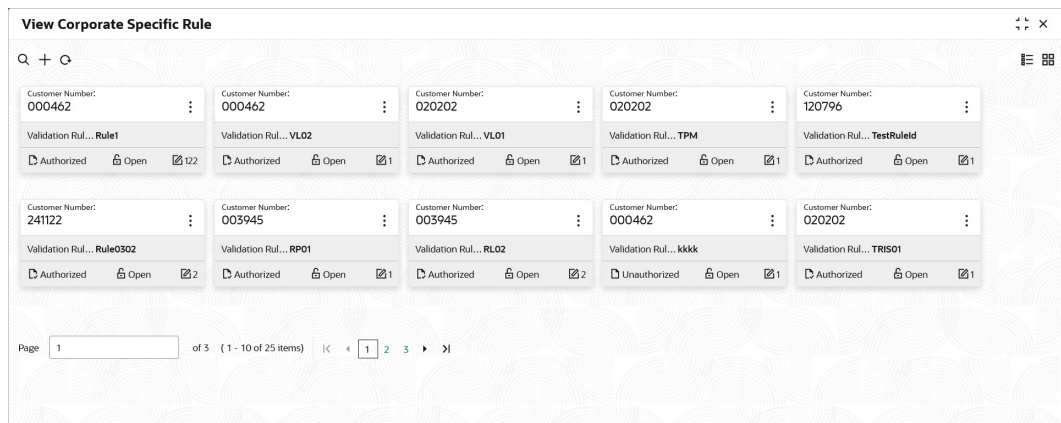 View Corporate Specific Rule
Customer Number: Customer Number: Customer Number: Customer Number: Customer Number:
000462 000462 020202 020202 120796
Validation Rul... Rule1 Validation Rul... VL02 Validation Rul... VL01 Validation Rul... TPM Validation Rul... TestRuleId
Authorized Open 122 Authorized Open 1 Authorized Open 1 Authorized Open 1 Authorized Open 1
Customer Number: Customer Number: Customer Number: Customer Number: Customer Number:
241122 003945 003945 000462 020202
Validation Rul... Rule0302 Validation Rul... RP01 Validation Rul... RL02 Validation Rul... kkkk Validation Rul... TRIS01
Authorized Open 2 Authorized Open 1 Authorized Open 2 Unauthorized Open 1 Authorized Open 1
Page 1 of 3 ( 1 - 10 of 25 items) 1 2 3